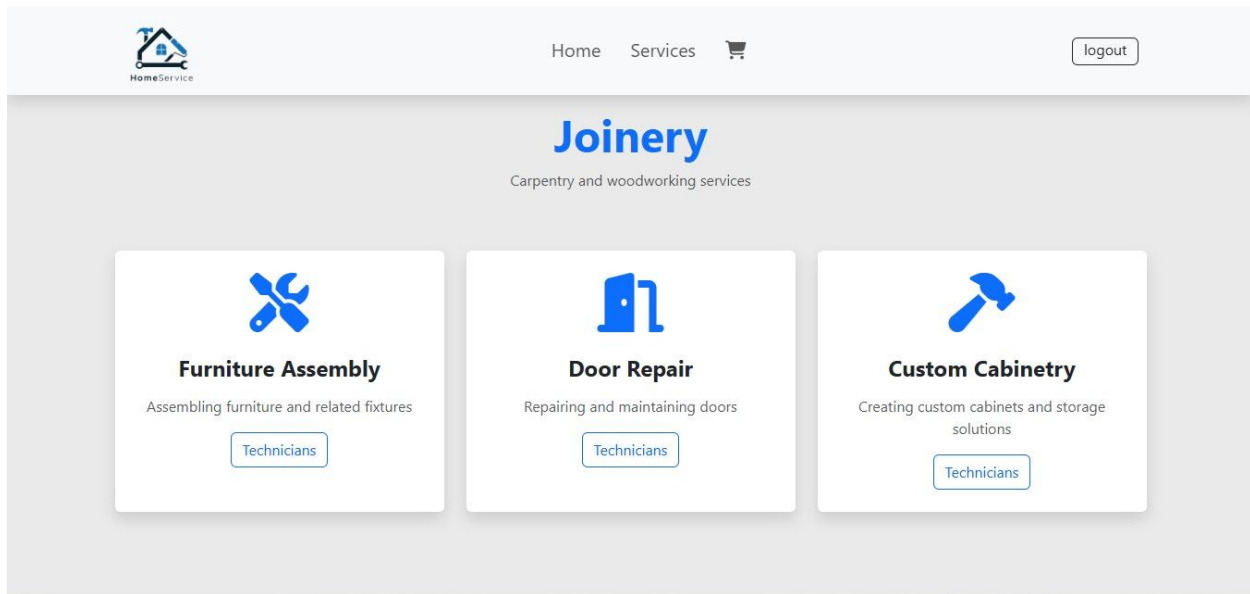 HomeService
Home Services
logout
Joinery
Carpentry and woodworking services
Furniture Assembly
Assembling furniture and related fixtures
Technicians
Door Repair
Repairing and maintaining doors
Technicians
Custom Cabinetry
Creating custom cabinets and storage
solutions
Technicians